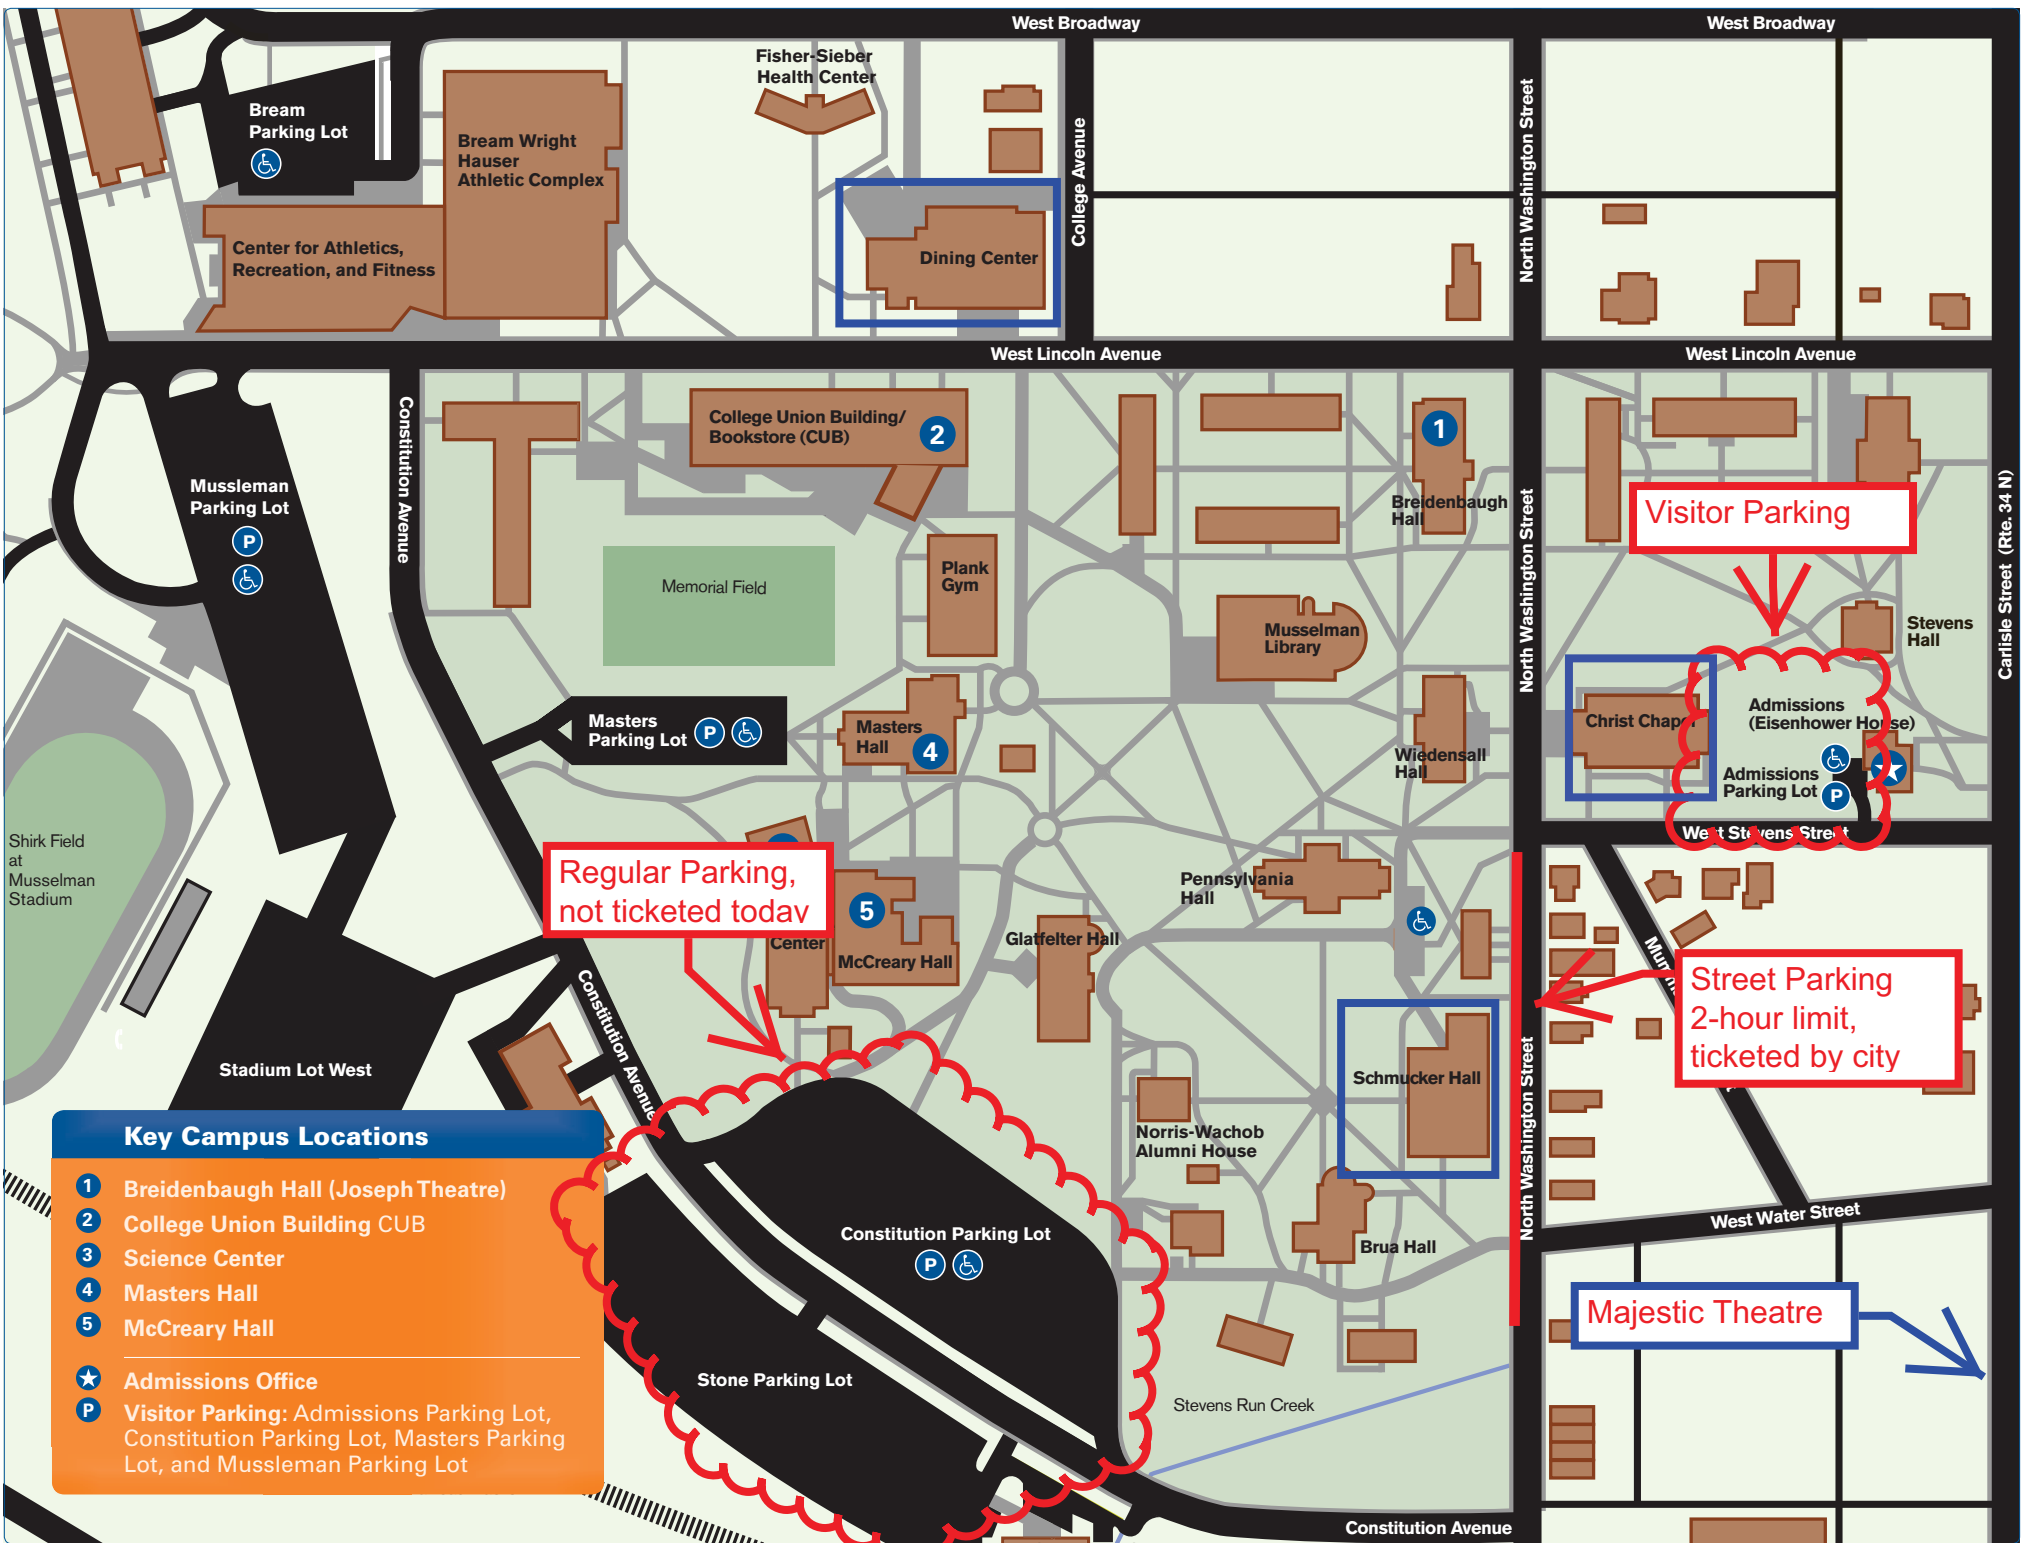 West Broadway
West Broadway
Fisher-Sieber
Health Center
Bream
Parking Lot
Bream Wright
Hauser
Athletic Complex
College Avenue
North Washington Street
Center for Athletics,
Recreation, and Fitness
Dining Center
West Lincoln Avenue
West Lincoln Avenue
Constitution Avenue
College Union Building/
Bookstore (CUB)
2
1
Breidenbaugh
Hall
Mussleman
Parking Lot
P
Visitor Parking
North Washington Street
Carlisle Street (Rte. 34 N)
Memorial Field
Plank
Gym
Musselman
Library
Stevens
Hall
Masters
Parking Lot
P
Masters
Hall
4
Wiedensall
Hall
Christ Chapel
Admissions
(Eisenhower House)
Admissions
Parking Lot
P
West Stevens Street
Shirk Field
at
Musselman
Stadium
Regular Parking,
not ticketed today
Center
5
McCreary Hall
Pennsylvania
Hall
Glatfelter Hall
Street Parking
2-hour limit,
ticketed by city
Constitution Avenue
Stadium Lot West
Schmucker Hall
North Washington Street
Norris-Wachob
Alumni House
Brua Hall
West Water Street
Constitution Parking Lot
P
Majestic Theatre
Stone Parking Lot
Stevens Run Creek
Constitution Avenue
Key Campus Locations
1 Breidenbaugh Hall (Joseph Theatre)
2 College Union Building CUB
3 Science Center
4 Masters Hall
5 McCreary Hall
Admissions Office
P Visitor Parking: Admissions Parking Lot,
Constitution Parking Lot, Masters Parking
Lot, and Mussleman Parking Lot